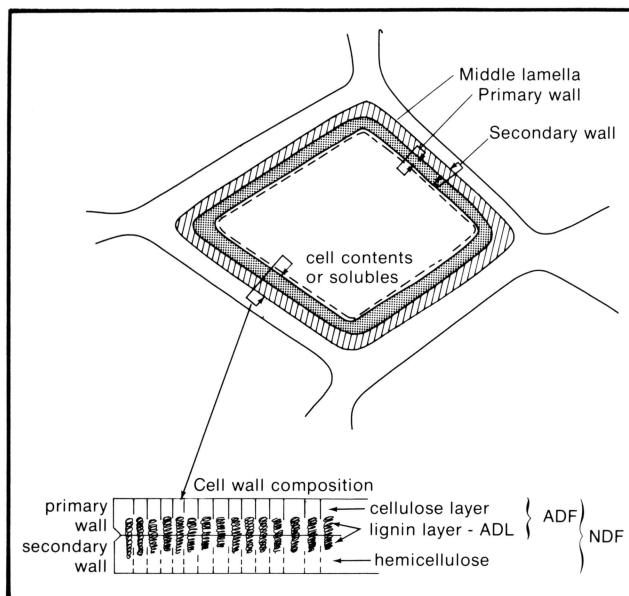 Middle lamella
Primary wall
Secondary wall
cell contents
or solubles
Cell wall composition
primary
wall
secondary
wall
cellulose layer
lignin layer - ADL
hemicellulose
ADF
NDF